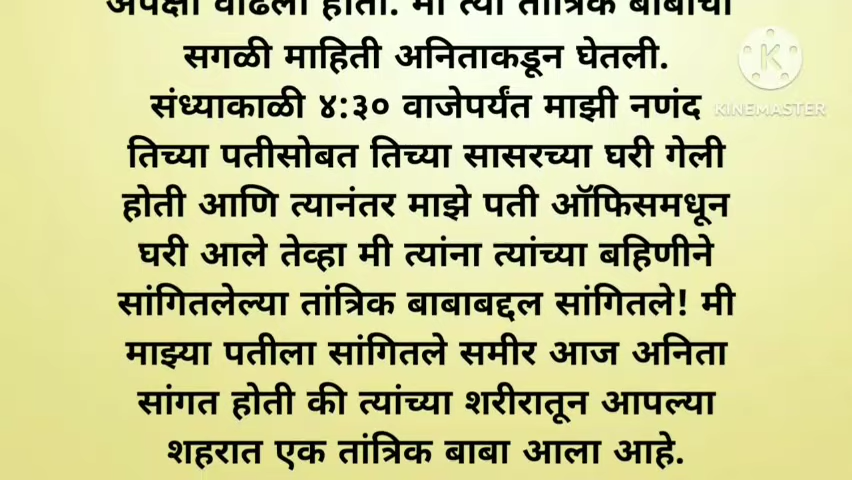 अपेक्षा वाढली होती. मी त्या तांत्रिक बाबाची
सगळी माहिती अनिताकडून घेतली.
संध्याकाळी ४:३० वाजेपर्यंत माझी नणंद
तिच्या पतीसोबत तिच्या सासरच्या घरी गेली
होती आणि त्यानंतर माझे पती ऑफिसमधून
घरी आले तेव्हा मी त्यांना त्यांच्या बहिणीने
सांगितलेल्या तांत्रिक बाबाबद्दल सांगितले! मी
माझ्या पतीला सांगितले समीर आज अनिता
सांगत होती की त्यांच्या शरीरातून आपल्या
शहरात एक तांत्रिक बाबा आला आहे.
K
KINEMASTER